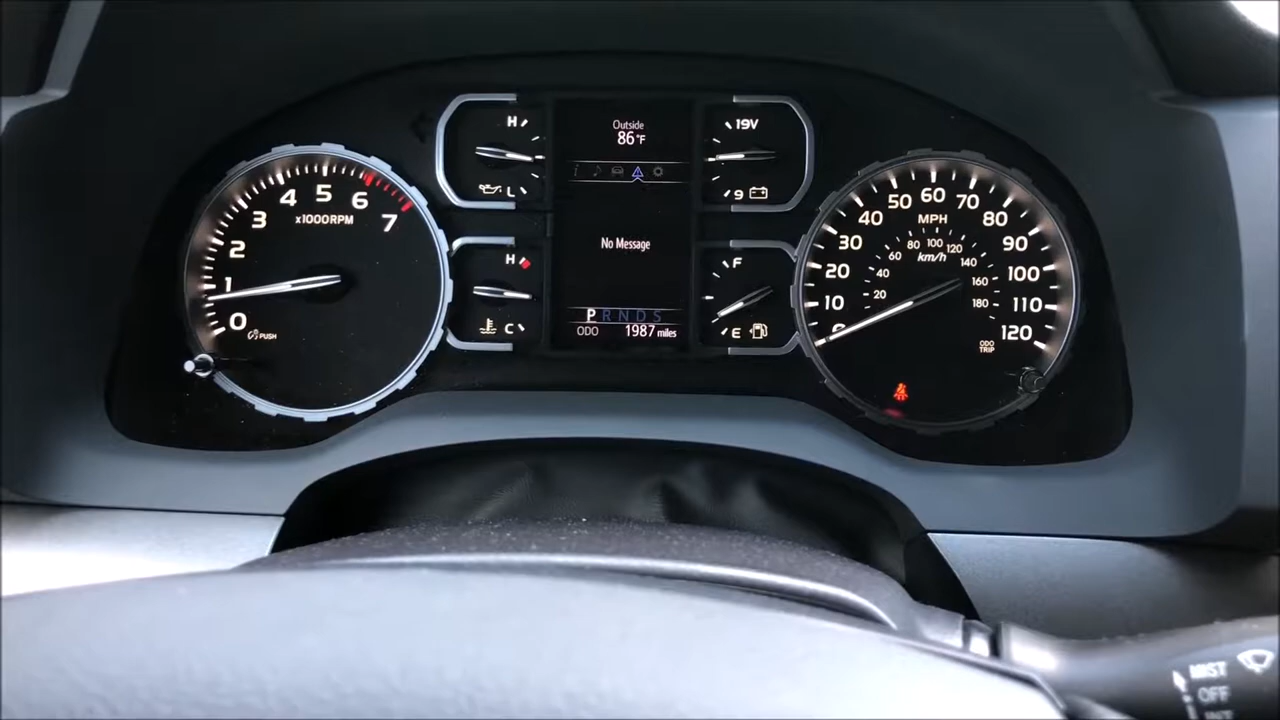 0
1
2
3
4
5
6
7
x1000RPM
PUSH
H
L
H
C
Outside
86°F
No Message
P R N D S
ODO 1987 miles
19V
9
F
E
10
20
30
40
50
60
70
80
90
100
110
120
MPH
20
40
60
80
100
120
140
160
180
km/h
ODO
TRIP
MIST
OFF